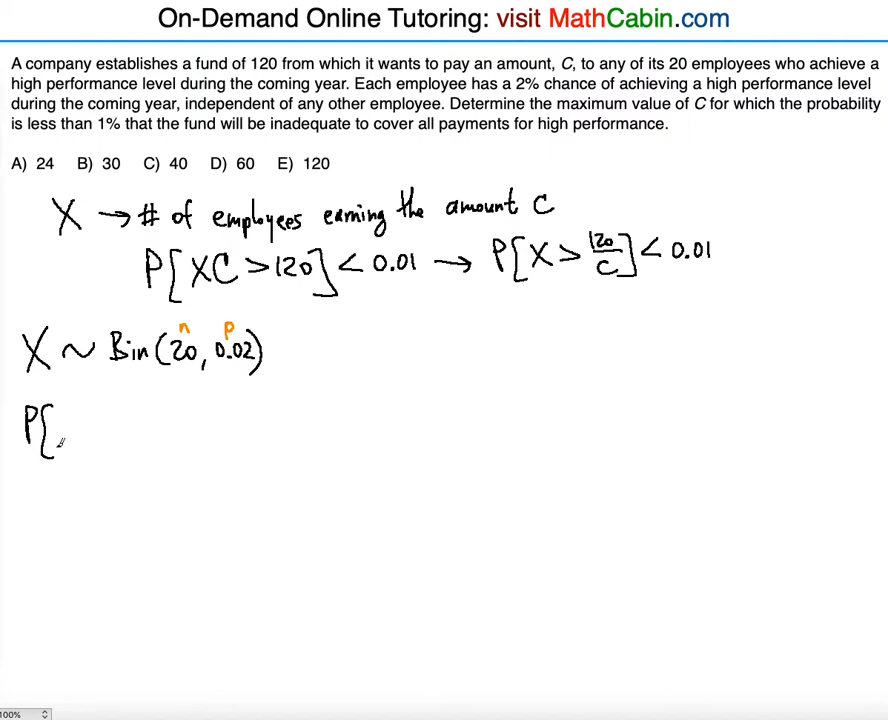 On-Demand Online Tutoring: visit MathCabin.com
A company establishes a fund of 120 from which it wants to pay an amount, C, to any of its 20 employees who achieve a
high performance level during the coming year. Each employee has a 2% chance of achieving a high performance level
during the coming year, independent of any other employee. Determine the maximum value of C for which the probability
is less than 1% that the fund will be inadequate to cover all payments for high performance.
A) 24 B) 30 C) 40 D) 60 E) 120
X → # of employees earning the amount C
P[XC > 120] < 0.01 → P[X > 120/C] < 0.01
n p
X ~ Bin(20, 0.02)
P[
100%